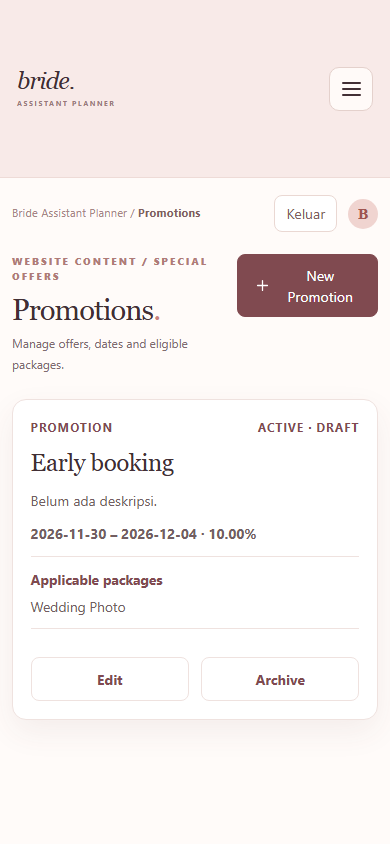 bride.
ASSISTANT PLANNER
Bride Assistant Planner / Promotions
Keluar
B
WEBSITE CONTENT / SPECIAL
OFFERS
Promotions.
Manage offers, dates and eligible
packages.
+ New
Promotion
PROMOTION
ACTIVE · DRAFT
Early booking
Belum ada deskripsi.
2026-11-30 – 2026-12-04 · 10.00%
Applicable packages
Wedding Photo
Edit
Archive